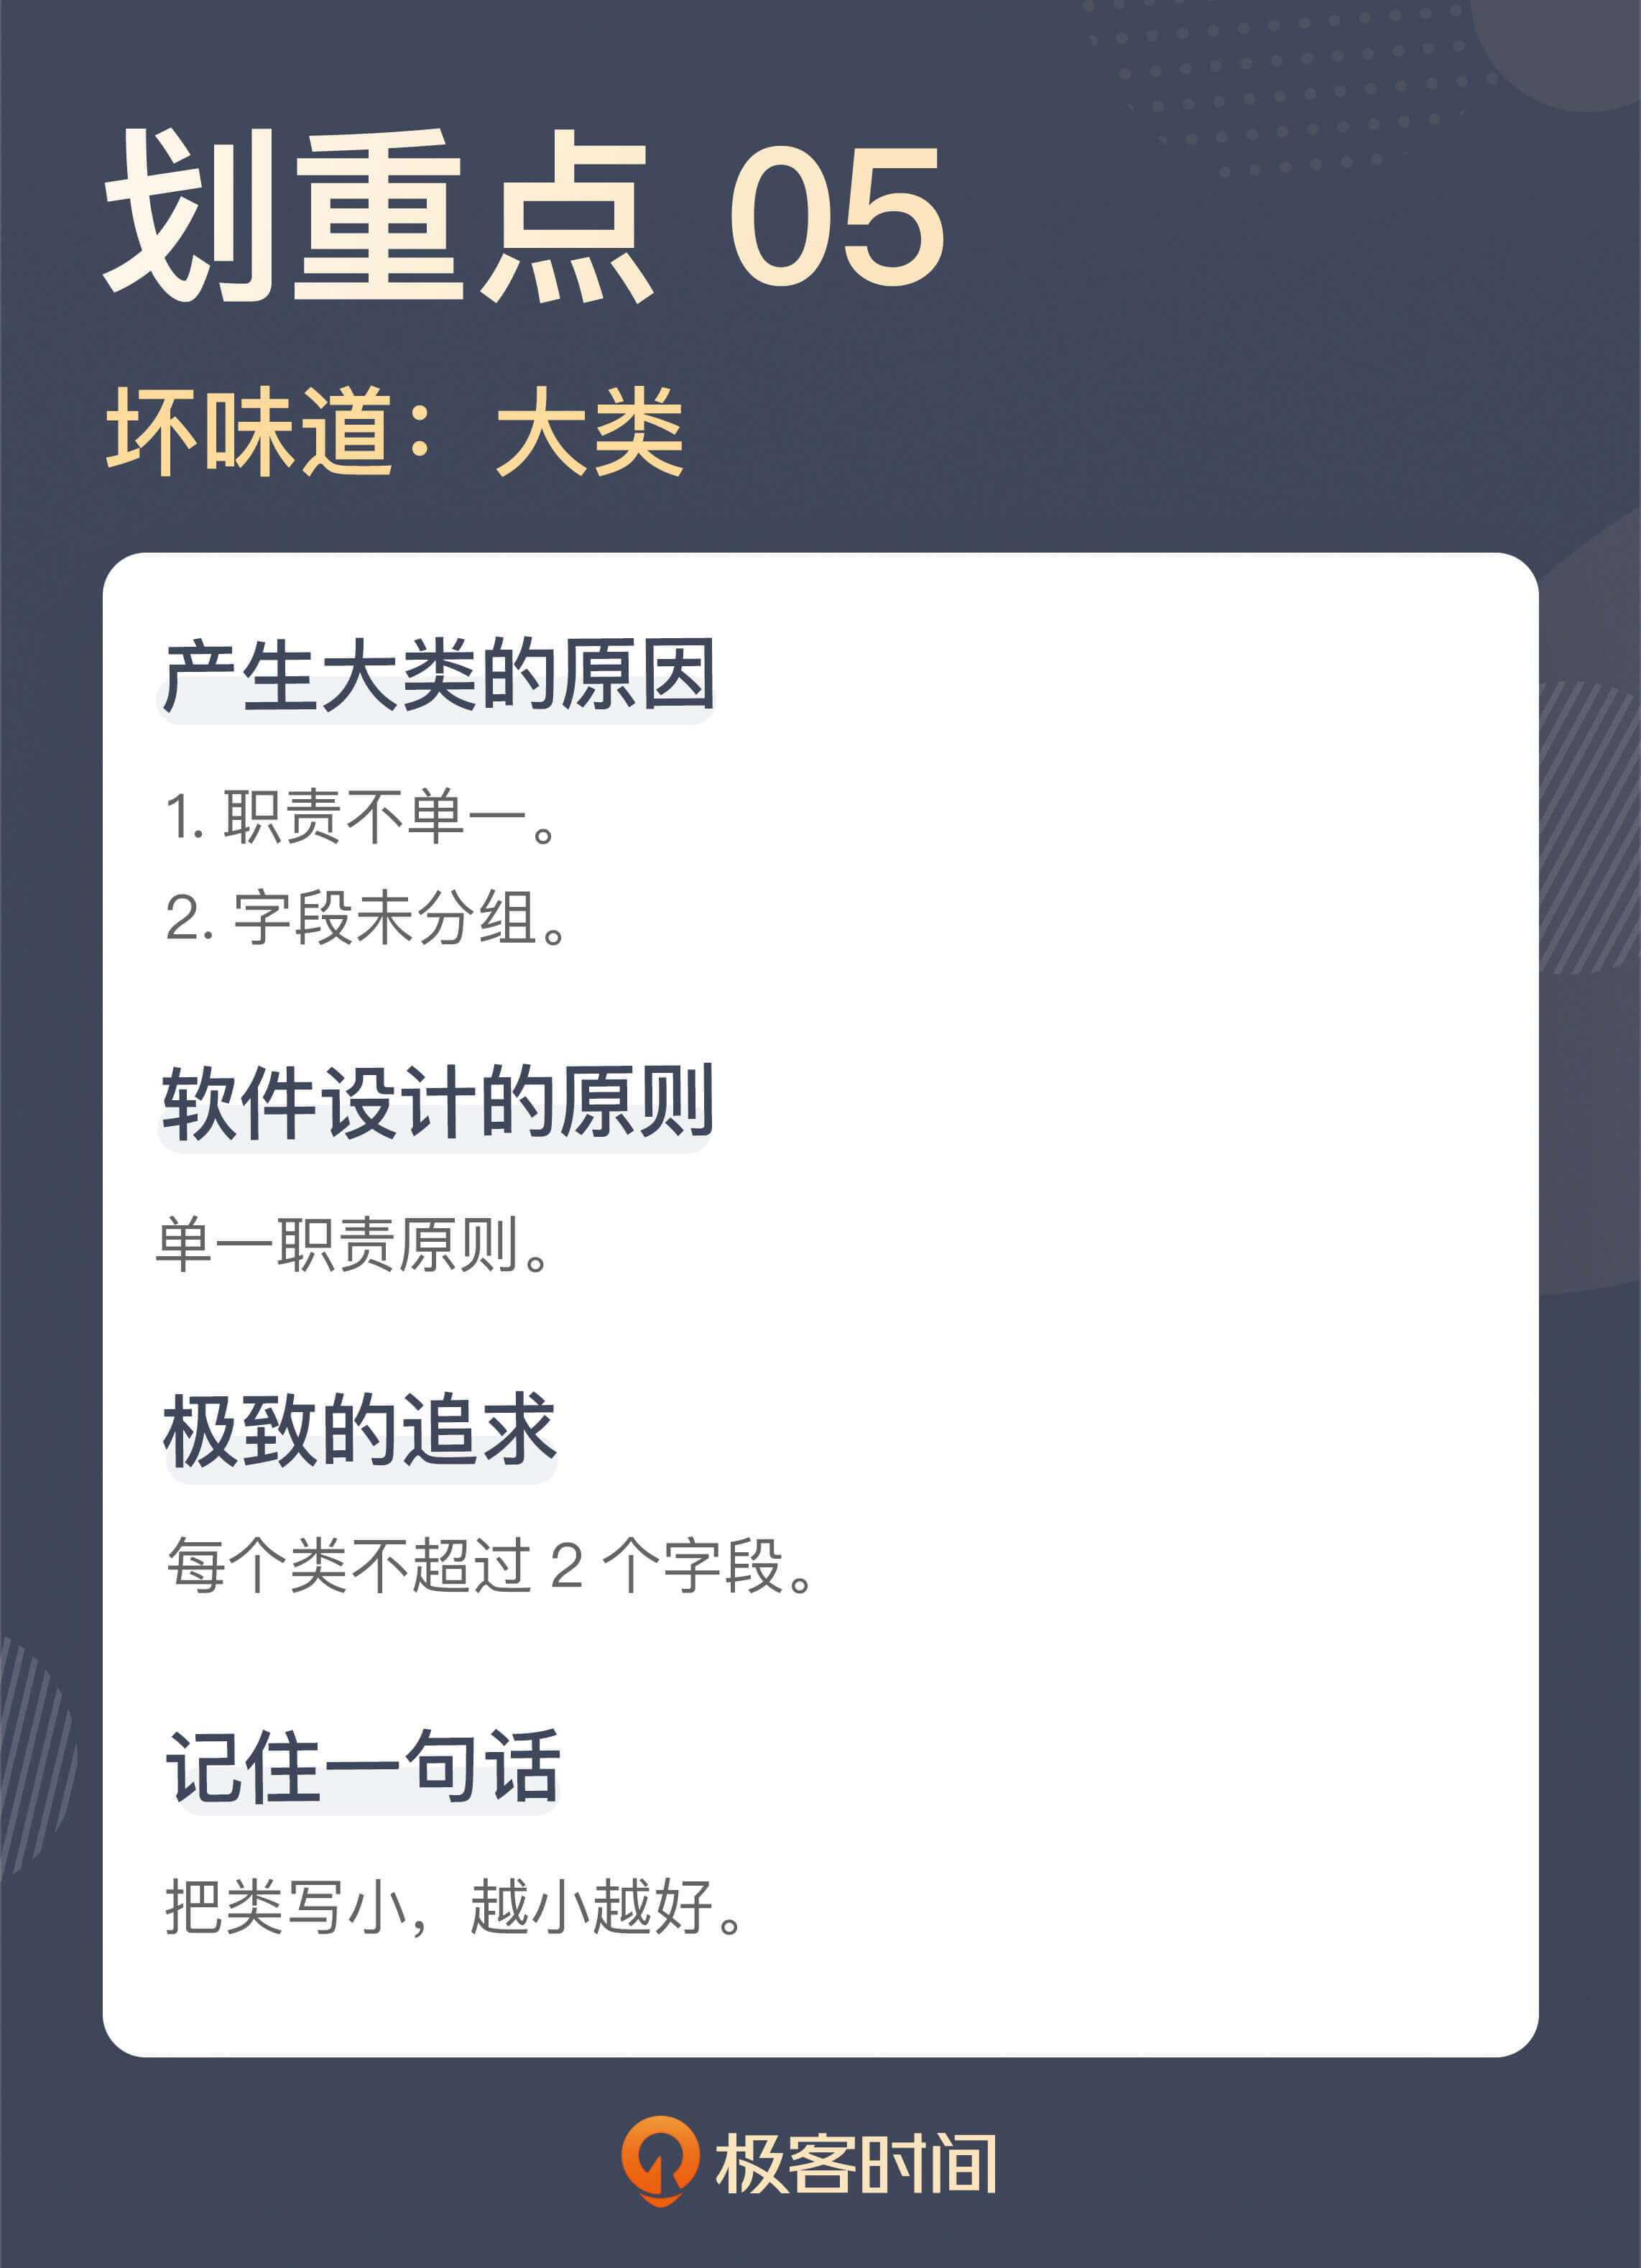 划重点 05
坏味道：大类
产生大类的原因
1. 职责不单一。
2. 字段未分组。
软件设计的原则
单一职责原则。
极致的追求
每个类不超过 2 个字段。
记住一句话
把类写小，越小越好。
极客时间